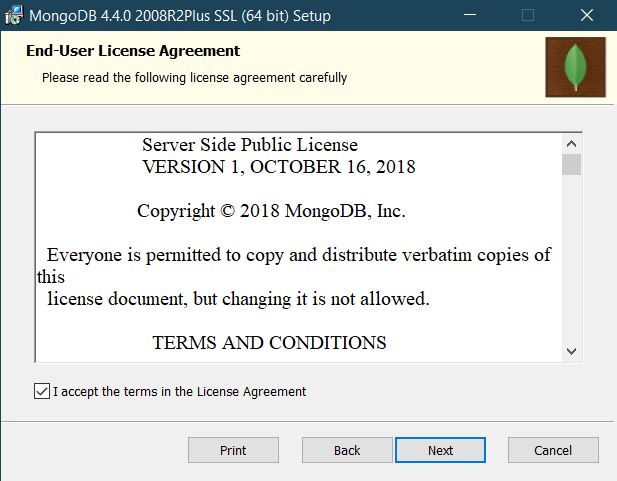 MongoDB 4.4.0 2008R2Plus SSL (64 bit) Setup
End-User License Agreement
Please read the following license agreement carefully
Server Side Public License
VERSION 1, OCTOBER 16, 2018
Copyright © 2018 MongoDB, Inc.
Everyone is permitted to copy and distribute verbatim copies of
this
license document, but changing it is not allowed.
TERMS AND CONDITIONS
I accept the terms in the License Agreement
Print Back Next Cancel